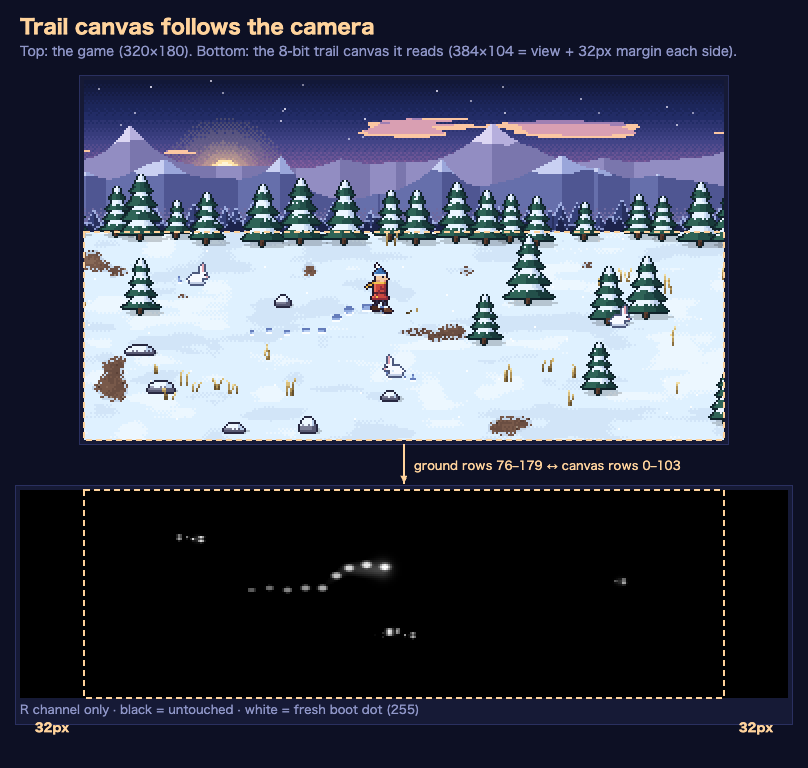 Trail canvas follows the camera
Top: the game (320×180). Bottom: the 8-bit trail canvas it reads (384×104 = view + 32px margin each side).
ground rows 76–179 ↔ canvas rows 0–103
R channel only · black = untouched · white = fresh boot dot (255)
32px
32px